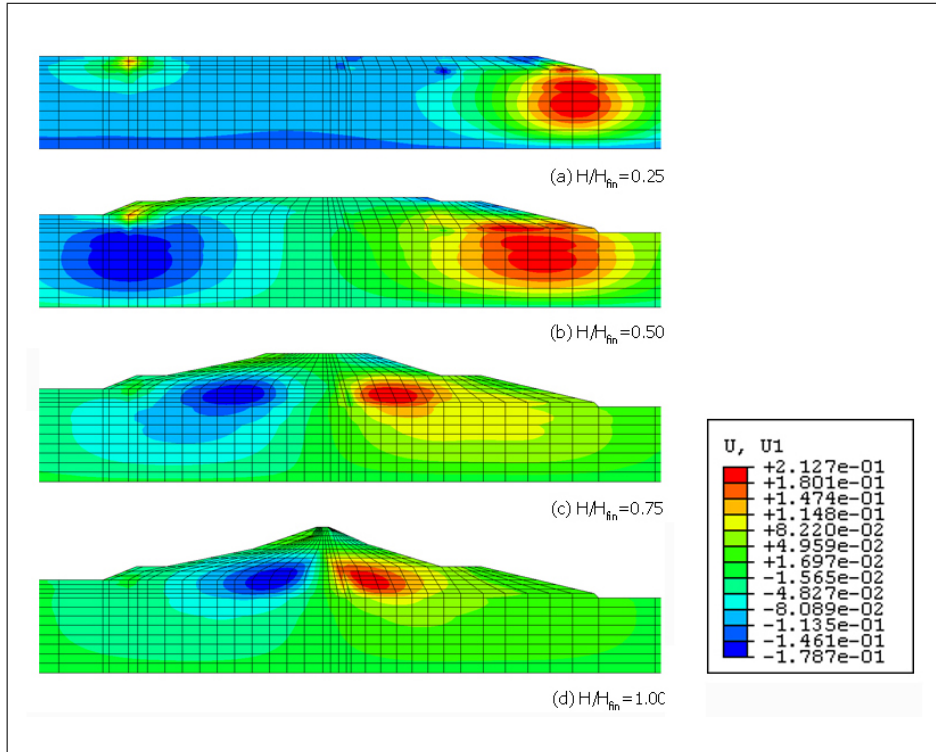 (a) H/Hfin=0.25
(b) H/Hfin=0.50
(c) H/Hfin=0.75
(d) H/Hfin=1.00
U, U1
+2.127e-01
+1.801e-01
+1.474e-01
+1.148e-01
+8.220e-02
+4.959e-02
+1.697e-02
-1.565e-02
-4.827e-02
-8.089e-02
-1.135e-01
-1.461e-01
-1.787e-01